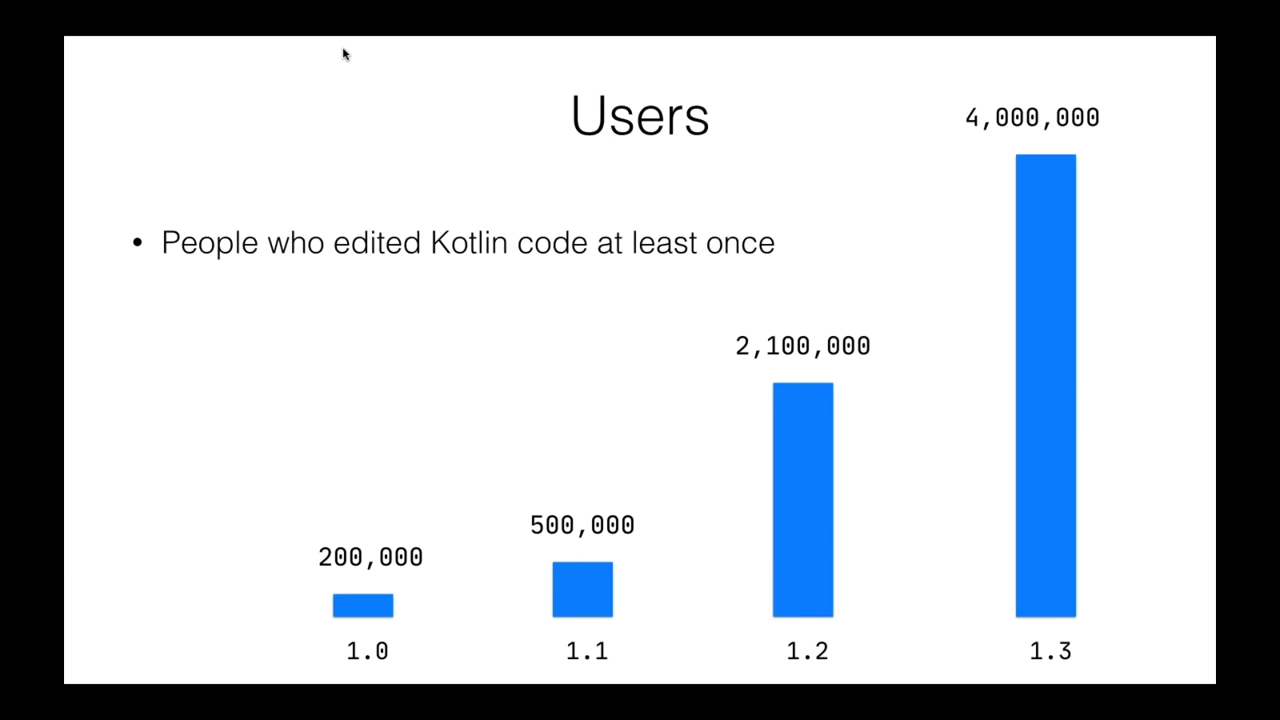 Users
4,000,000
• People who edited Kotlin code at least once
2,100,000
500,000
200,000
1.0 1.1 1.2 1.3